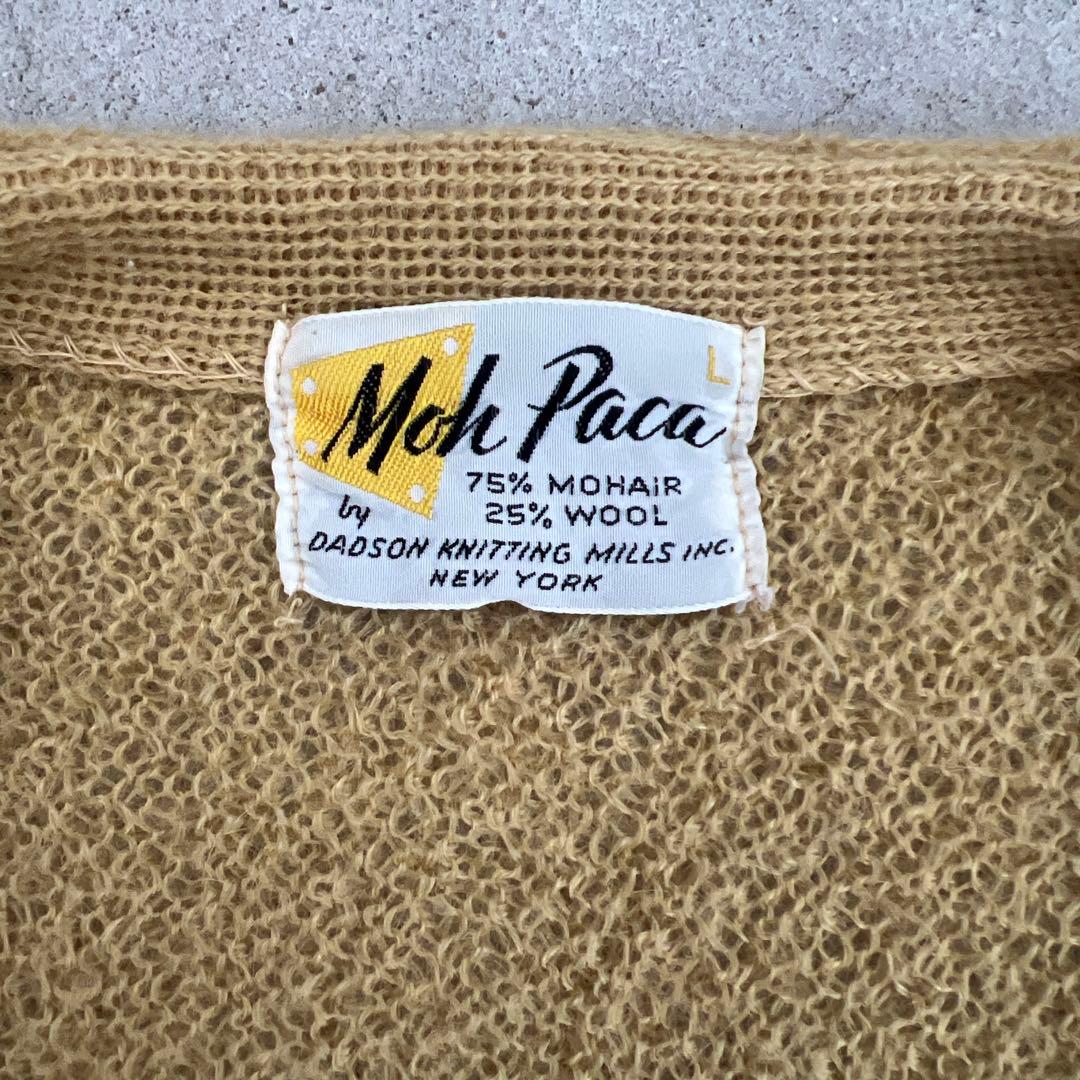 L
Moh Paca
75% MOHAiR
25% WOOL
by
DADSON KNITTING MILLS INC.
NEW YORK